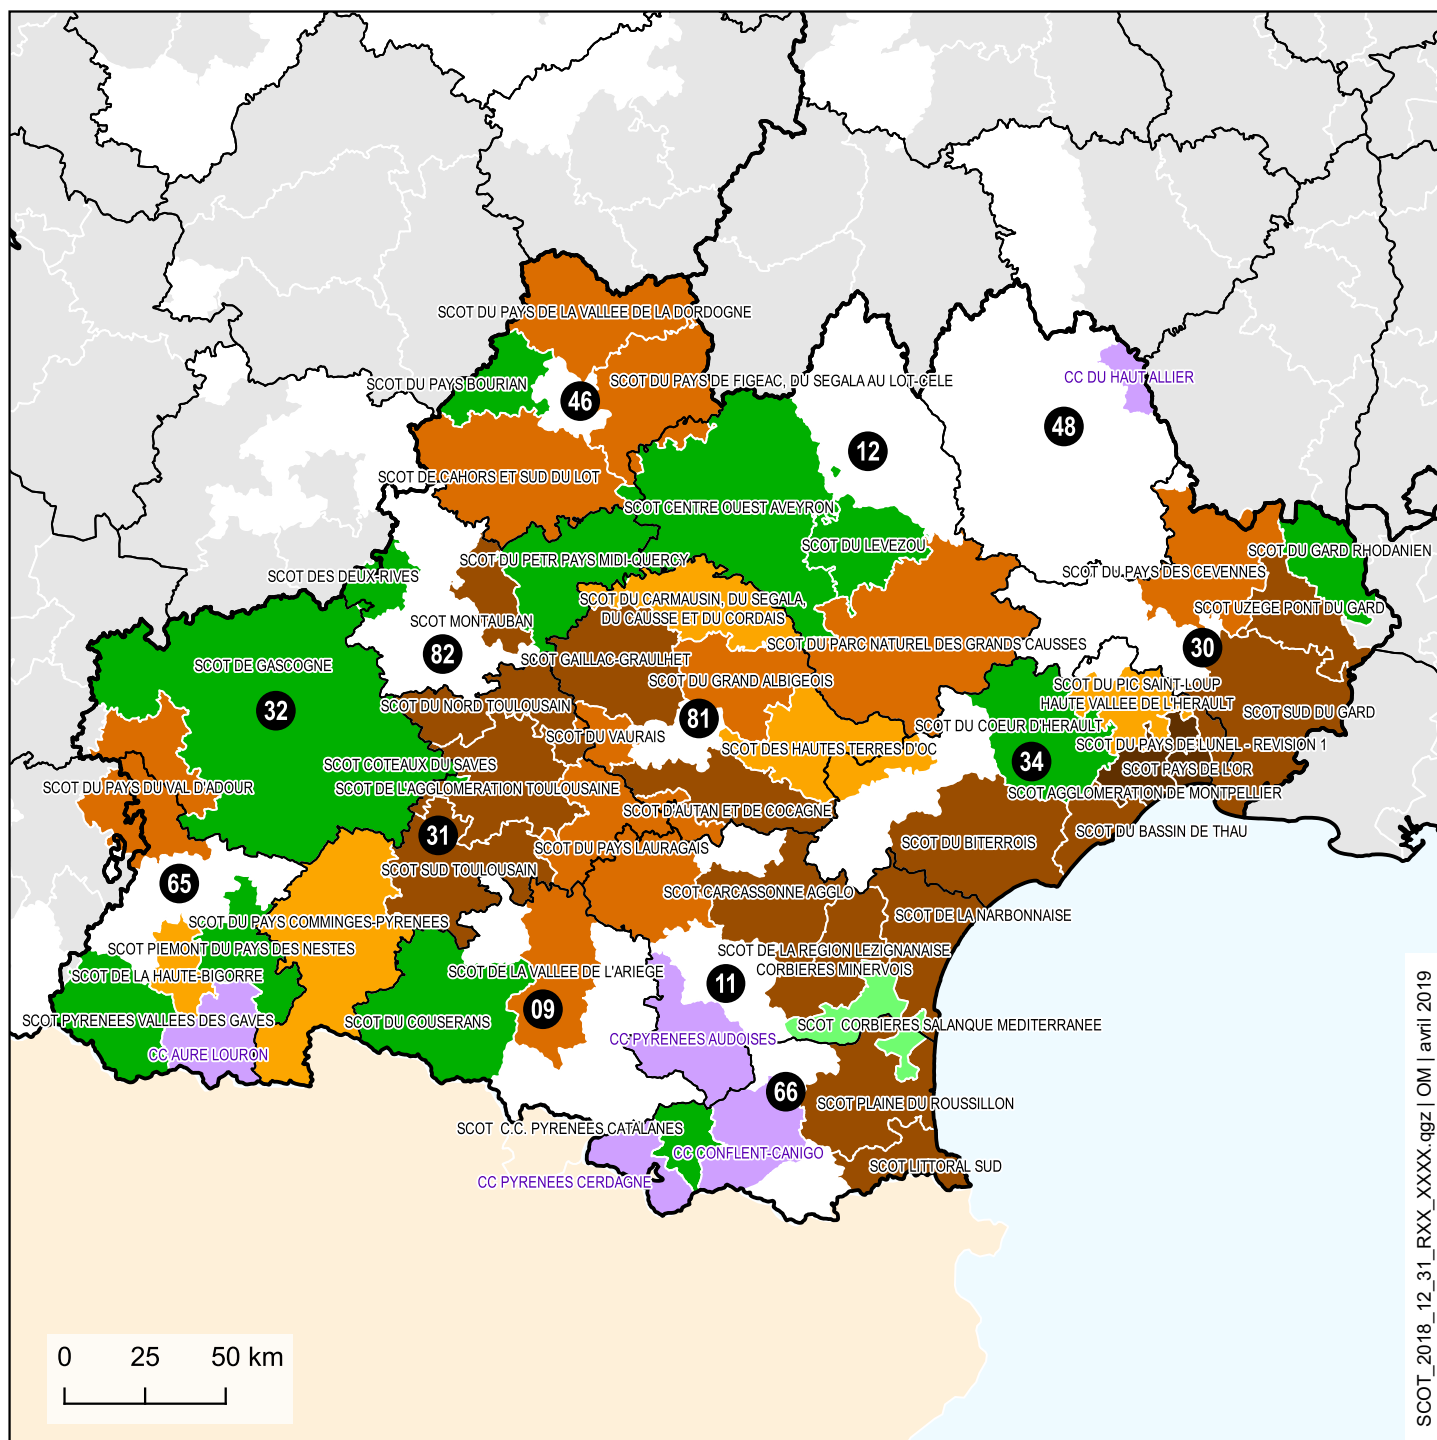 SCOT DU PAYS DE LA VALLEE DE LA DORDOGNE
SCOT DU PAYS BOURIAN
SCOT DU PAYS DE FIGEAC, DU SEGALA AU LOT-CELE
CC DU HAUT ALLIER
46
48
12
SCOT DE CAHORS ET SUD DU LOT
SCOT CENTRE OUEST AVEYRON
SCOT DU LEVEZOU
SCOT DU GARD RHODANIEN
SCOT DU PETR PAYS MIDI-QUERCY
SCOT DES DEUX-RIVES
SCOT DU PAYS DES CEVENNES
SCOT DU CARMAUSIN, DU SEGALA,
DU CAUSSE ET DU CORDAIS
SCOT UZEGE PONT DU GARD
SCOT MONTAUBAN
SCOT DU PARC NATUREL DES GRANDS CAUSSES
82
30
SCOT DE GASCOGNE
SCOT GAILLAC-GRAULHET
SCOT DU GRAND ALBIGEOIS
SCOT DU PIC SAINT-LOUP
HAUTE VALLEE DE L'HERAULT
32
SCOT DU NORD TOULOUSAIN
81
SCOT SUD DU GARD
SCOT DU COEUR D'HERAULT
SCOT DU VAURAIS
SCOT DES HAUTES TERRES D'OC
SCOT DU PAYS DE LUNEL - REVISION 1
34
SCOT COTEAUX DU SAVES
SCOT PAYS DE L'OR
SCOT DU PAYS DU VAL D'ADOUR
SCOT DE L'AGGLOMERATION TOULOUSAINE
SCOT AGGLOMERATION DE MONTPELLIER
SCOT D'AUTAN ET DE COCAGNE
31
SCOT DU BASSIN DE THAU
SCOT DU BITERROIS
SCOT DU PAYS LAURAGAIS
SCOT SUD TOULOUSAIN
65
SCOT CARCASSONNE AGGLO
SCOT DE LA NARBONNAISE
SCOT DU PAYS COMMINGES-PYRENEES
SCOT PIEMONT DU PAYS DES NESTES
SCOT DE LA REGION LEZIGNANAISE
CORBIERES MINERVOIS
SCOT DE LA HAUTE-BIGORRE
SCOT DE LA VALLEE DE L'ARIEGE
11
09
SCOT PYRENEES VALLEES DES GAVES
SCOT DU COUSERANS
SCOT CORBIERES SALANQUE MEDITERRANEE
CC PYRENEES AUDOISES
CC AURE LOURON
66
SCOT PLAINE DU ROUSSILLON
SCOT C.C. PYRENEES CATALANES
CC CONFLENT-CANIGO
SCOT LITTORAL SUD
CC PYRENEES CERDAGNE
0 25 50 km
SCOT_2018_12_31_RXX_XXXX.qgz | OM | avril 2019